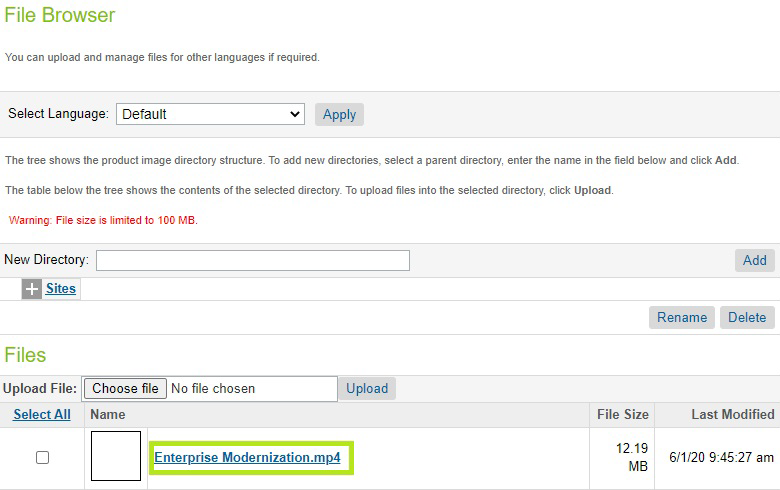 File Browser
You can upload and manage files for other languages if required.
Select Language: Default Apply
The tree shows the product image directory structure. To add new directories, select a parent directory, enter the name in the field below and click Add.
The table below the tree shows the contents of the selected directory. To upload files into the selected directory, click Upload.
Warning: File size is limited to 100 MB.
New Directory: Add
Sites
Rename Delete
Files
Upload File: Choose file No file chosen Upload
Select All Name File Size Last Modified
Enterprise Modernization.mp4 12.19 MB 6/1/20 9:45:27 am